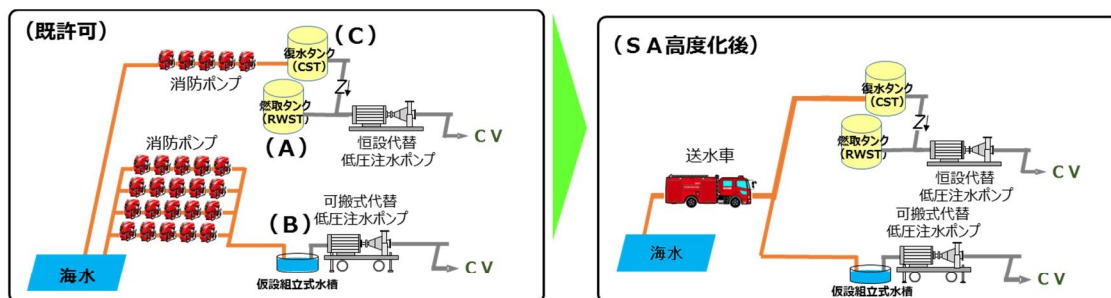 （既許可）
（C）
復水タンク
（CST）
消防ポンプ
燃取タンク
（RWST）
（A）
恒設代替
低圧注水ポンプ
CV
消防ポンプ
可搬式代替
低圧注水ポンプ
（B）
CV
海水
仮設組立式水槽
（ＳＡ高度化後）
復水タンク
（CST）
燃取タンク
（RWST）
送水車
恒設代替
低圧注水ポンプ
CV
可搬式代替
低圧注水ポンプ
海水
仮設組立式水槽
CV